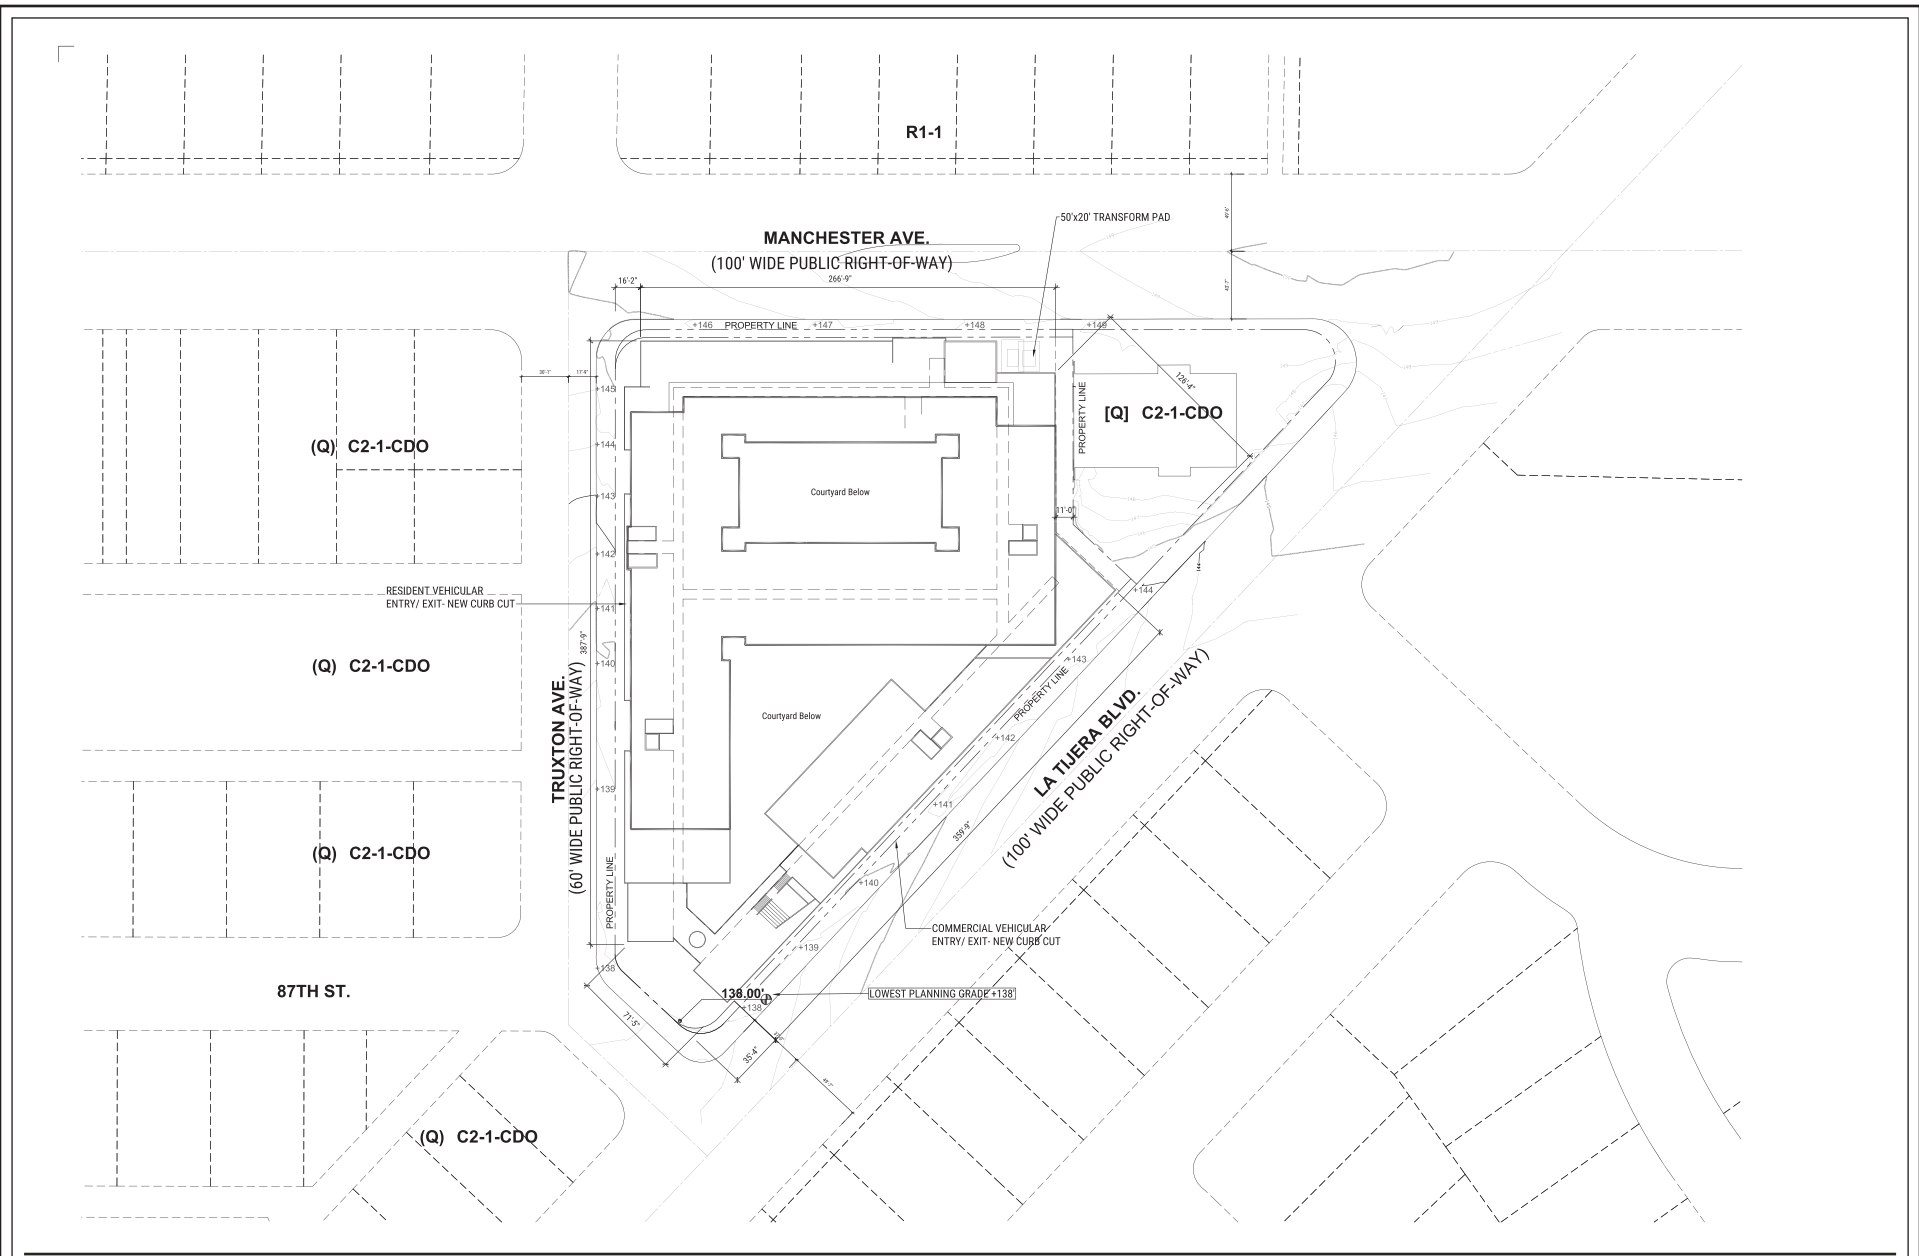 R1-1
50'x20' TRANSFORM PAD
MANCHESTER AVE.
(100' WIDE PUBLIC RIGHT-OF-WAY)
16'-2"
266'-9"
+146
PROPERTY LINE
+147
+148
+149
30'-1"
17'-9"
126'-4"
+145
PROPERTY LINE
[Q] C2-1-CDO
(Q) C2-1-CDO
+144
Courtyard Below
+143
11'-0"
+142
144
RESIDENT VEHICULAR
ENTRY/ EXIT- NEW CURB CUT
+144
+141
387'-9"
+140
(Q) C2-1-CDO
+143
PROPERTY LINE
TRUXTON AVE.
(60' WIDE PUBLIC RIGHT-OF-WAY)
Courtyard Below
+142
LA TIJERA BLVD.
(100' WIDE PUBLIC RIGHT-OF-WAY)
+139
+141
359'-9"
(Q) C2-1-CDO
PROPERTY LINE
+140
COMMERCIAL VEHICULAR
ENTRY/ EXIT- NEW CURB CUT
+139
+138
87TH ST.
138.00'
LOWEST PLANNING GRADE +138'
+138
71'-5"
35'-4"
(Q) C2-1-CDO